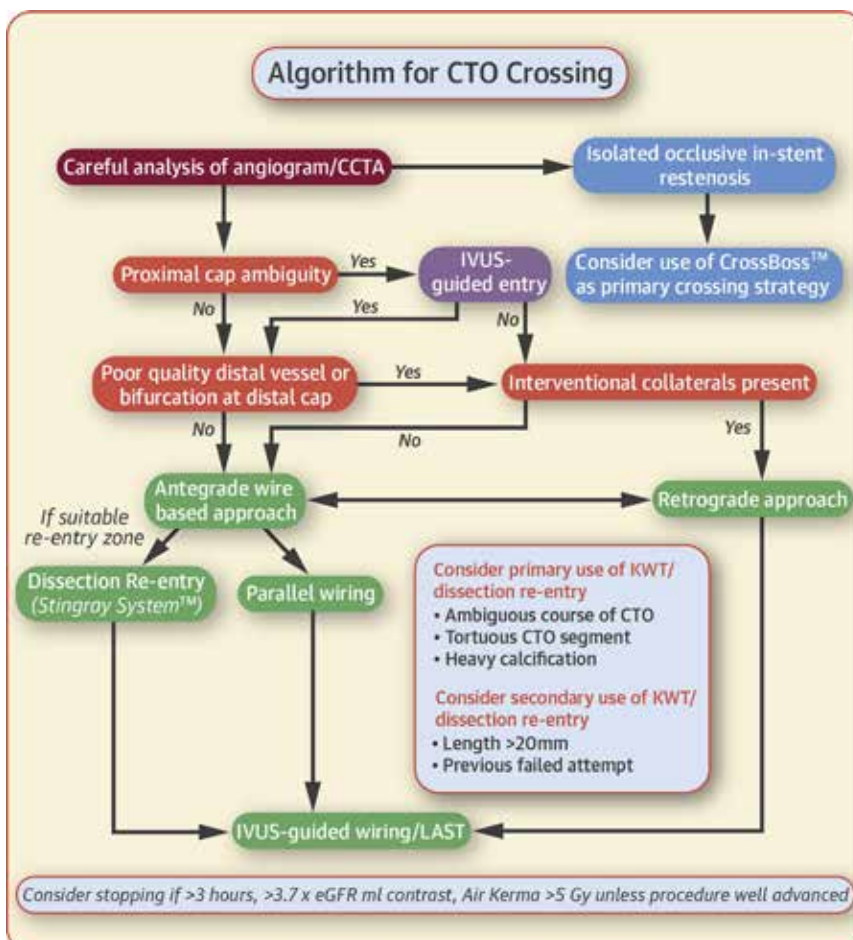 Algorithm for CTO Crossing
Careful analysis of angiogram/CCTA
Isolated occlusive in-stent
restenosis
Proximal cap ambiguity
Yes
IVUS-
guided entry
Consider use of CrossBoss™
as primary crossing strategy
No
Yes
No
Poor quality distal vessel or
bifurcation at distal cap
Yes
Interventional collaterals present
No
No
Yes
Antegrade wire
based approach
Retrograde approach
If suitable
re-entry zone
Dissection Re-entry
(Stingray System™)
Parallel wiring
Consider primary use of KWT/
dissection re-entry
• Ambiguous course of CTO
• Tortuous CTO segment
• Heavy calcification
Consider secondary use of KWT/
dissection re-entry
• Length >20mm
• Previous failed attempt
IVUS-guided wiring/LAST
Consider stopping if >3 hours, >3.7 x eGFR ml contrast, Air Kerma >5 Gy unless procedure well advanced